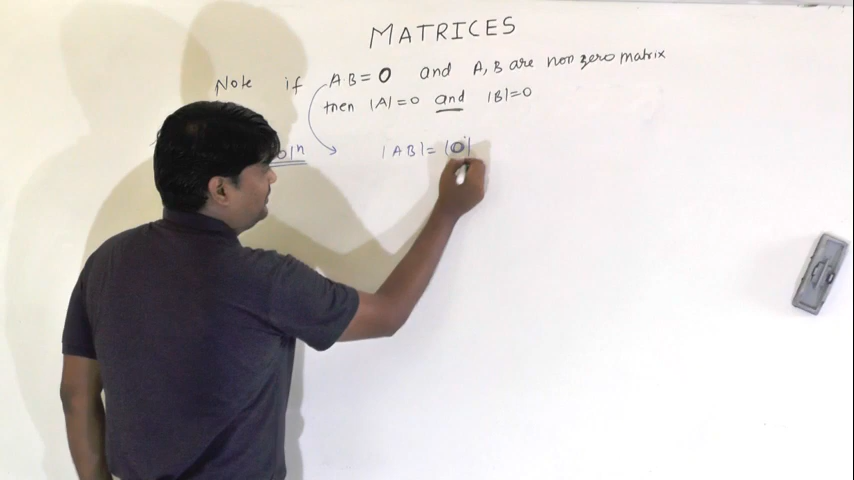 MATRICES
Note if AB=0 and A, B are non zero matrix
then |A|=0 and |B|=0
|AB|= |0|